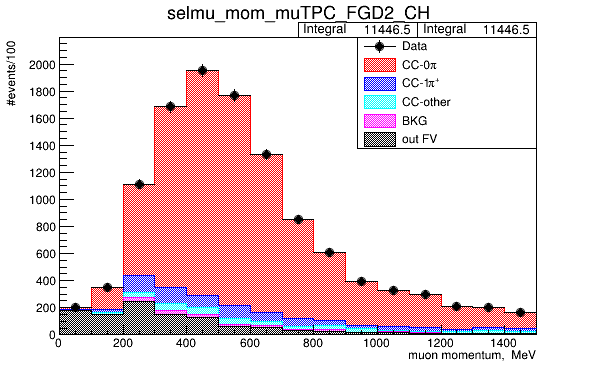 selmu_mom_muTPC_FGD2_CH
Integral 11446.5 Integral 11446.5
Data
CC-0π
CC-1π⁺
CC-other
BKG
out FV
#events/100
2000
1800
1600
1400
1200
1000
800
600
400
200
0
0 200 400 600 800 1000 1200 1400
muon momentum, MeV